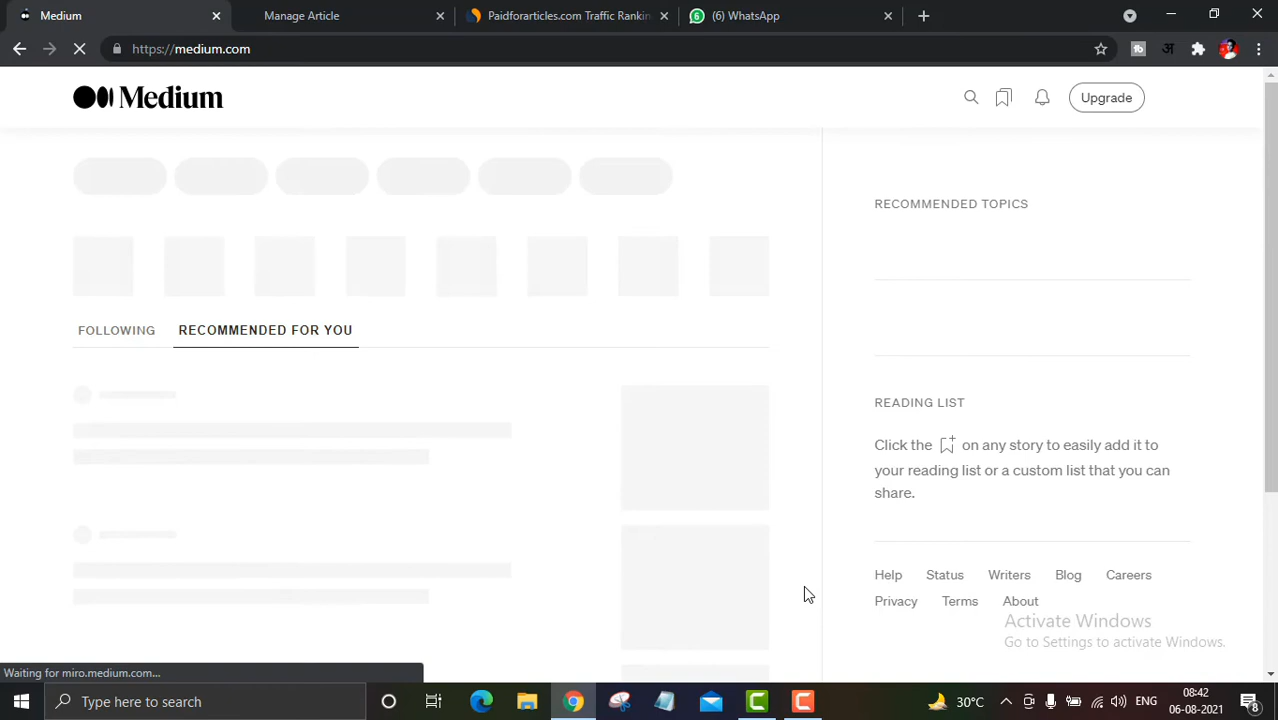 Medium
Manage Article
Paidforarticles.com Traffic Rankin
(6) WhatsApp
https://medium.com
Medium
Upgrade
RECOMMENDED TOPICS
FOLLOWING
RECOMMENDED FOR YOU
READING LIST
Click the on any story to easily add it to
your reading list or a custom list that you can
share.
Help Status Writers Blog Careers
Privacy Terms About
Activate Windows
Go to Settings to activate Windows.
Waiting for miro.medium.com...
Type here to search
30°C
ENG
08:42
06-08-2021
8